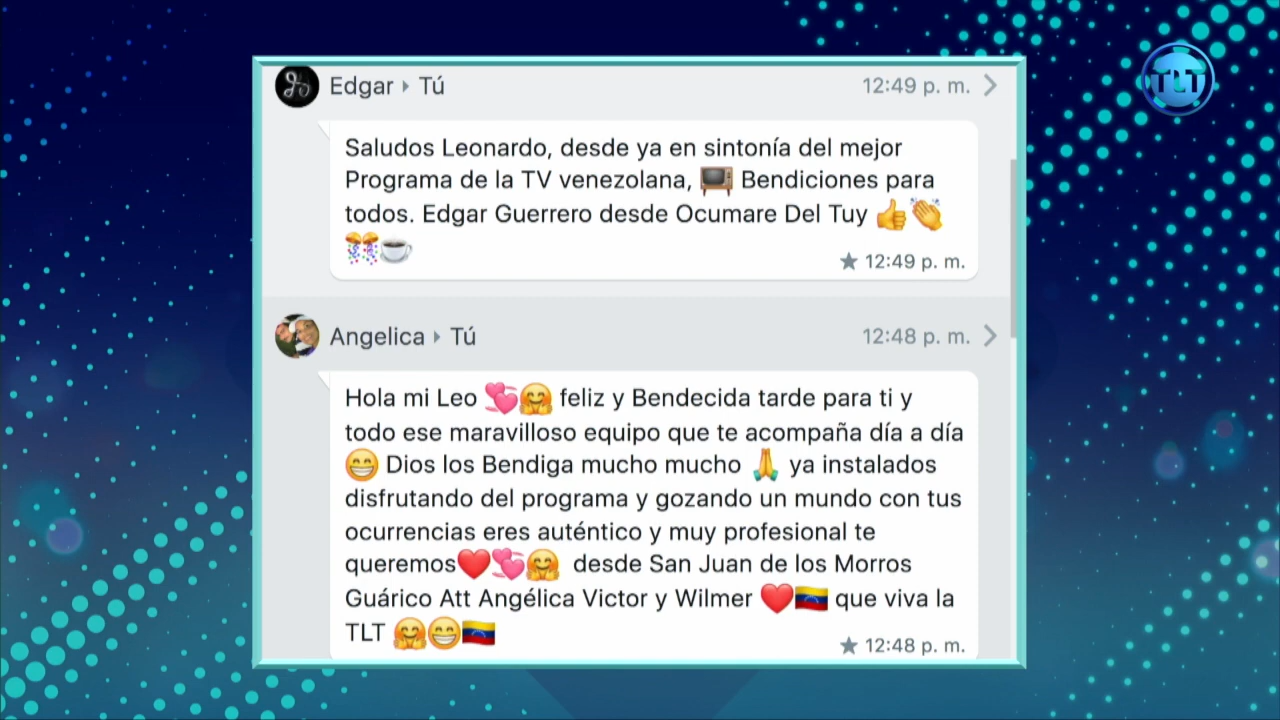 TLT
Edgar ▸ Tú 12:49 p. m.
Saludos Leonardo, desde ya en sintonía del mejor
Programa de la TV venezolana, 📺 Bendiciones para
todos. Edgar Guerrero desde Ocumare Del Tuy 👍👏
🎊☕
★ 12:49 p. m.
Angelica ▸ Tú 12:48 p. m.
Hola mi Leo 💞🤗 feliz y Bendecida tarde para ti y
todo ese maravilloso equipo que te acompaña día a día
😁 Dios los Bendiga mucho mucho 🙏 ya instalados
disfrutando del programa y gozando un mundo con tus
ocurrencias eres auténtico y muy profesional te
queremos❤️💞🤗 desde San Juan de los Morros
Guárico Att Angélica Victor y Wilmer ❤️🇻🇪 que viva la
TLT 🤗😁🇻🇪
★ 12:48 p. m.